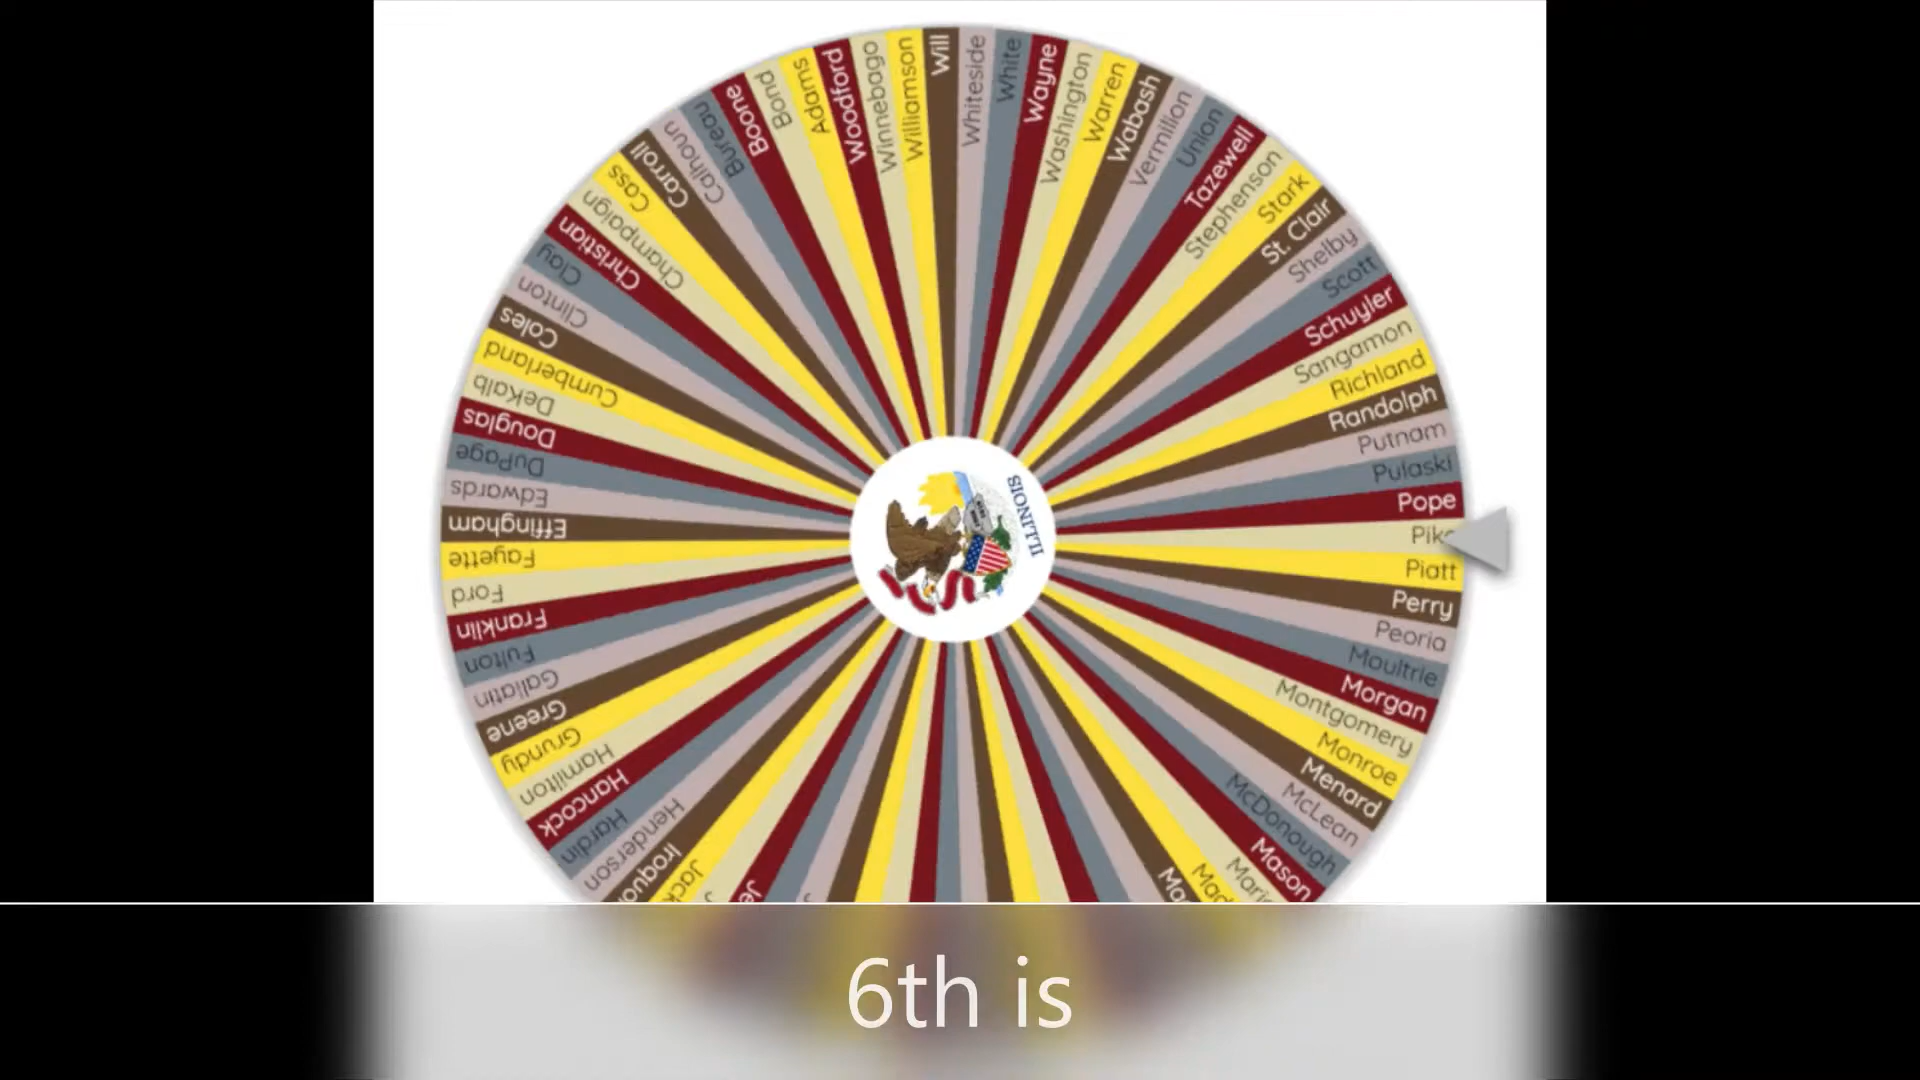 Will
Whiteside
White
Wayne
Washington
Warren
Wabash
Vermilion
Union
Tazewell
Stephenson
Stark
St. Clair
Shelby
Scott
Schuyler
Sangamon
Richland
Randolph
Putnam
Pulaski
Pope
Pike
Piatt
Perry
Peoria
Moultrie
Morgan
Montgomery
Monroe
Menard
McLean
McDonough
Mason
Hardin
Henderson
Hancock
Hamilton
Grundy
Greene
Gallatin
Fulton
Franklin
Ford
Fayette
Effingham
Edwards
DuPage
Douglas
DeKalb
Cumberland
Coles
Clinton
Clay
Christian
Champaign
Cass
Carroll
Calhoun
Bureau
Boone
Bond
Adams
Woodford
Winnebago
Williamson
ILLINOIS
6th is